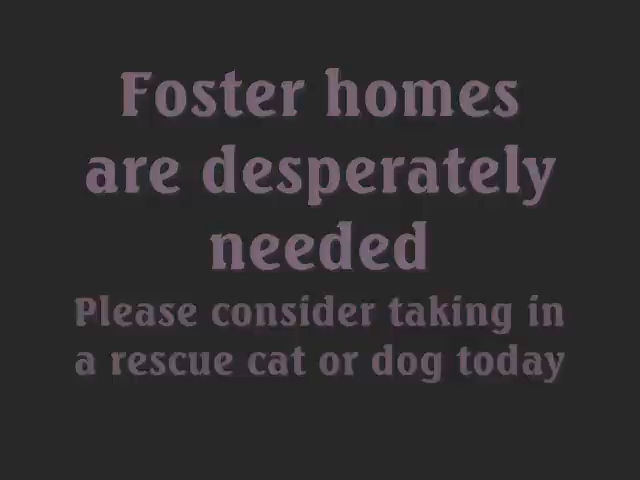 Foster homes
are desperately
needed
Please consider taking in
a rescue cat or dog today